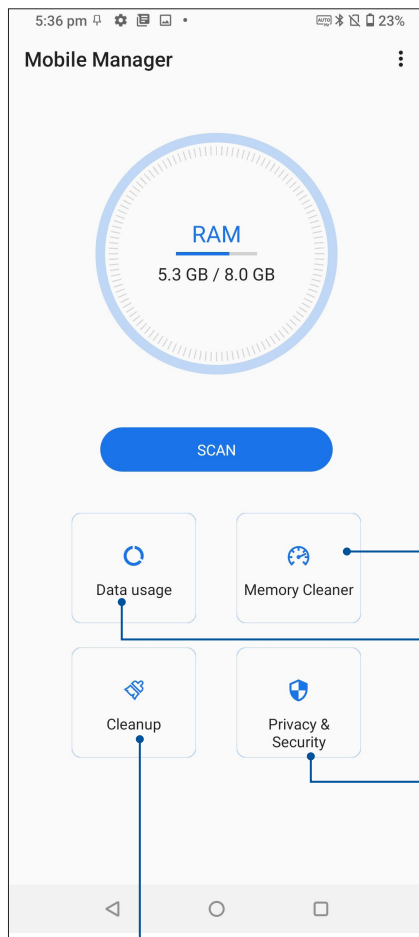 5:36 pm 23%
Mobile Manager
RAM
5.3 GB / 8.0 GB
SCAN
Data usage
Memory Cleaner
Cleanup
Privacy &
Security